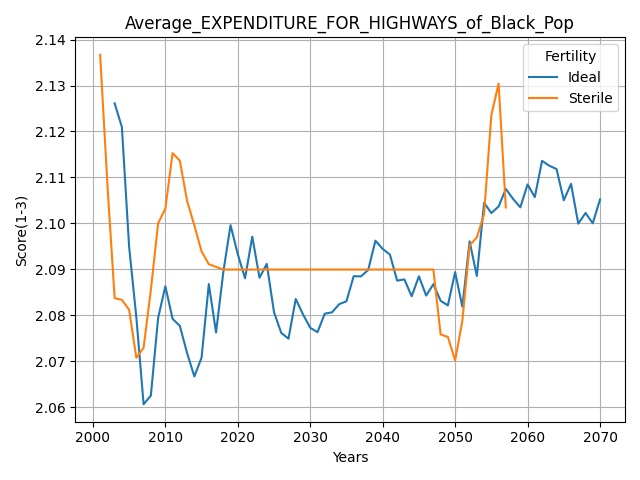 Average_EXPENDITURE_FOR_HIGHWAYS_of_Black_Pop
2.14
2.13
2.12
2.11
2.10
2.09
2.08
2.07
2.06
Score(1-3)
Fertility
Ideal
Sterile
2000 2010 2020 2030 2040 2050 2060 2070
Years